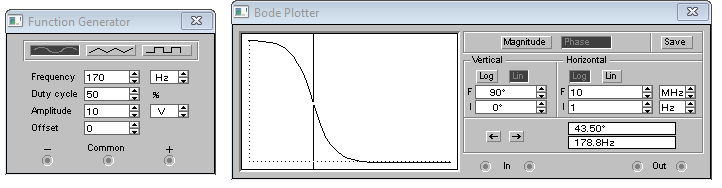 Function Generator
Frequency 170 Hz
Duty cycle 50 %
Amplitude 10 V
Offset 0
− Common +
Bode Plotter
Magnitude Phase Save
Vertical Horizontal
Log Lin Log Lin
F 90° F 10 MHz
I 0° I 1 Hz
43.50°
178.8Hz
In Out